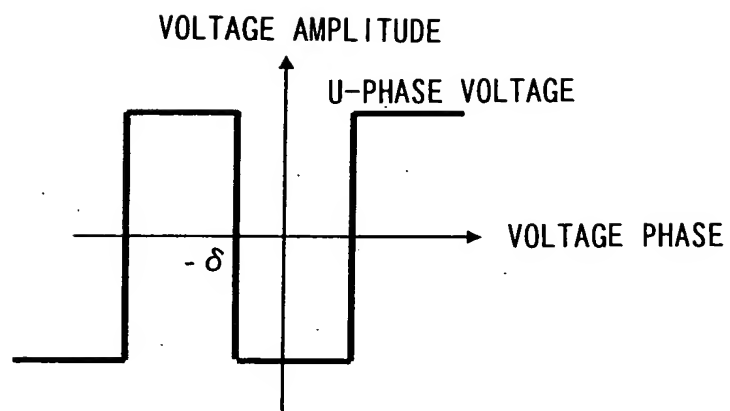 VOLTAGE AMPLITUDE
U-PHASE VOLTAGE
VOLTAGE PHASE
-δ